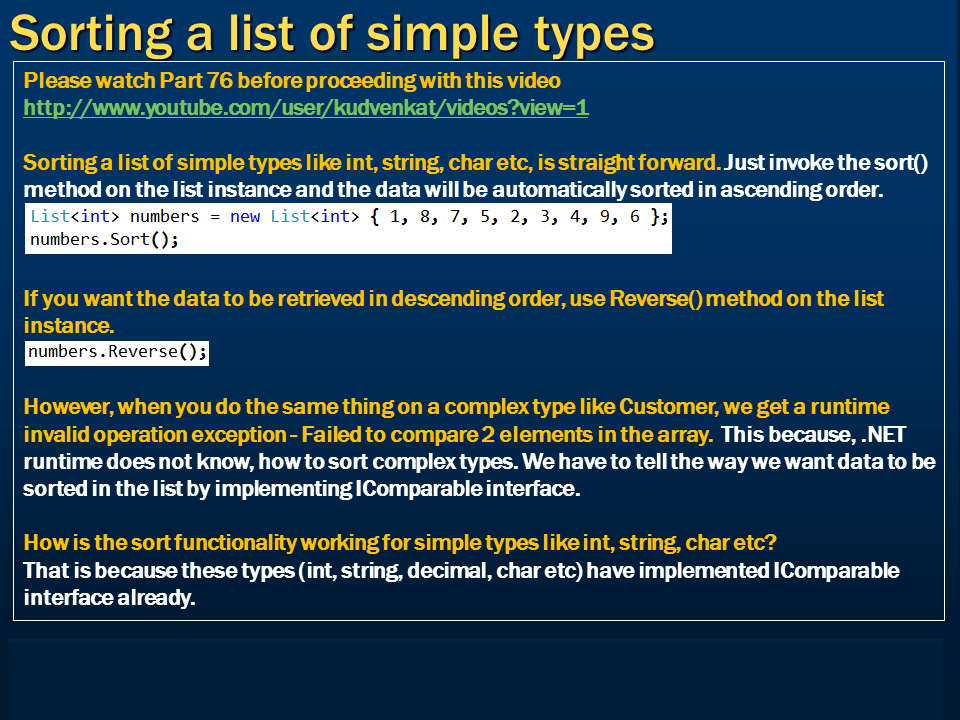 Sorting a list of simple types
Please watch Part 76 before proceeding with this video
http://www.youtube.com/user/kudvenkat/videos?view=1
Sorting a list of simple types like int, string, char etc, is straight forward. Just invoke the sort()
method on the list instance and the data will be automatically sorted in ascending order.
List<int> numbers = new List<int> { 1, 8, 7, 5, 2, 3, 4, 9, 6 };
numbers.Sort();
If you want the data to be retrieved in descending order, use Reverse() method on the list
instance.
numbers.Reverse();
However, when you do the same thing on a complex type like Customer, we get a runtime
invalid operation exception - Failed to compare 2 elements in the array. This because, .NET
runtime does not know, how to sort complex types. We have to tell the way we want data to be
sorted in the list by implementing IComparable interface.
How is the sort functionality working for simple types like int, string, char etc?
That is because these types (int, string, decimal, char etc) have implemented IComparable
interface already.